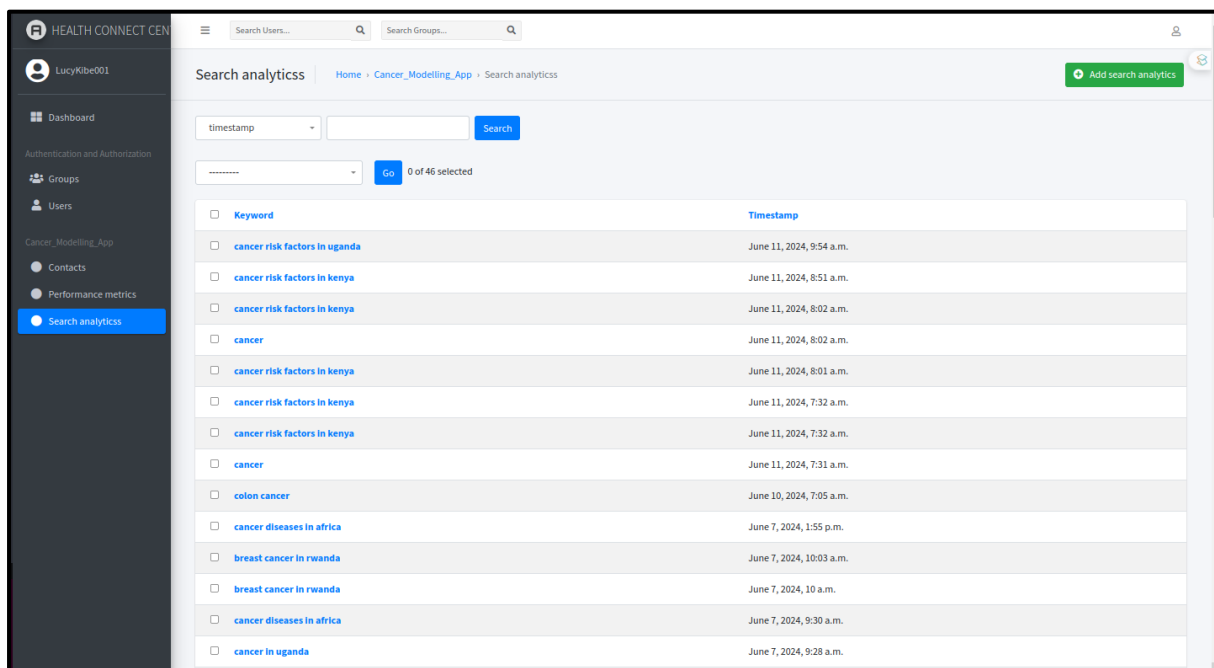 HEALTH CONNECT CEN
Search Users...
Search Groups...
LucyKibe001
Search analyticss
Home › Cancer_Modelling_App › Search analyticss
Add search analytics
Dashboard
Authentication and Authorization
Groups
Users
Cancer_Modelling_App
Contacts
Performance metrics
Search analyticss
timestamp
Search
---------
Go
0 of 46 selected
Keyword Timestamp
cancer risk factors in uganda June 11, 2024, 9:54 a.m.
cancer risk factors in kenya June 11, 2024, 8:51 a.m.
cancer risk factors in kenya June 11, 2024, 8:02 a.m.
cancer June 11, 2024, 8:02 a.m.
cancer risk factors in kenya June 11, 2024, 8:01 a.m.
cancer risk factors in kenya June 11, 2024, 7:32 a.m.
cancer risk factors in kenya June 11, 2024, 7:32 a.m.
cancer June 11, 2024, 7:31 a.m.
colon cancer June 10, 2024, 7:05 a.m.
cancer diseases in africa June 7, 2024, 1:55 p.m.
breast cancer in rwanda June 7, 2024, 10:03 a.m.
breast cancer in rwanda June 7, 2024, 10 a.m.
cancer diseases in africa June 7, 2024, 9:30 a.m.
cancer in uganda June 7, 2024, 9:28 a.m.